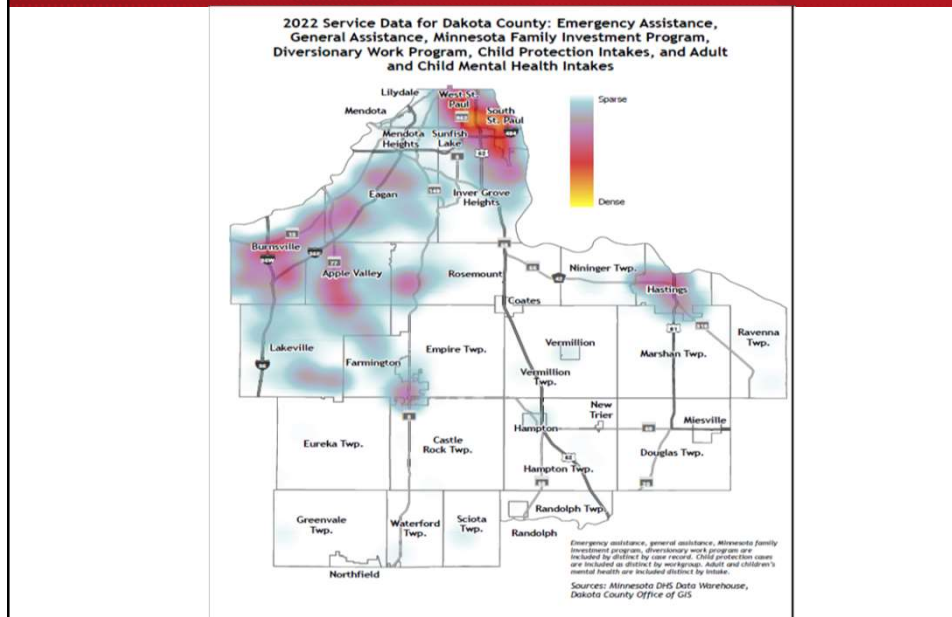 2022 Service Data for Dakota County: Emergency Assistance,
General Assistance, Minnesota Family Investment Program,
Diversionary Work Program, Child Protection Intakes, and Adult
and Child Mental Health Intakes
Lilydale
West St.
Paul
Sparse
Mendota
South
St. Paul
Mendota
Heights
Sunfish
Lake
Eagan
Inver Grove
Heights
Dense
Burnsville
Apple Valley
Rosemount
Nininger Twp.
Hastings
Coates
Ravenna
Twp.
Lakeville
Farmington
Empire Twp.
Vermillion
Marshan Twp.
Vermillion
Twp.
New
Trier
Miesville
Hampton
Eureka Twp.
Castle
Rock Twp.
Douglas Twp.
Hampton Twp.
Greenvale
Twp.
Waterford
Twp.
Sciota
Twp.
Randolph Twp
Randolph
Northfield
Emergency assistance, general assistance, Minnesota family
investment program, diversionary work program are
included by distinct by case record. Child protection cases
are included as distinct by workgroup. Adult and children's
mental health are included distinct by intake.
Sources: Minnesota DHS Data Warehouse,
Dakota County Office of GIS